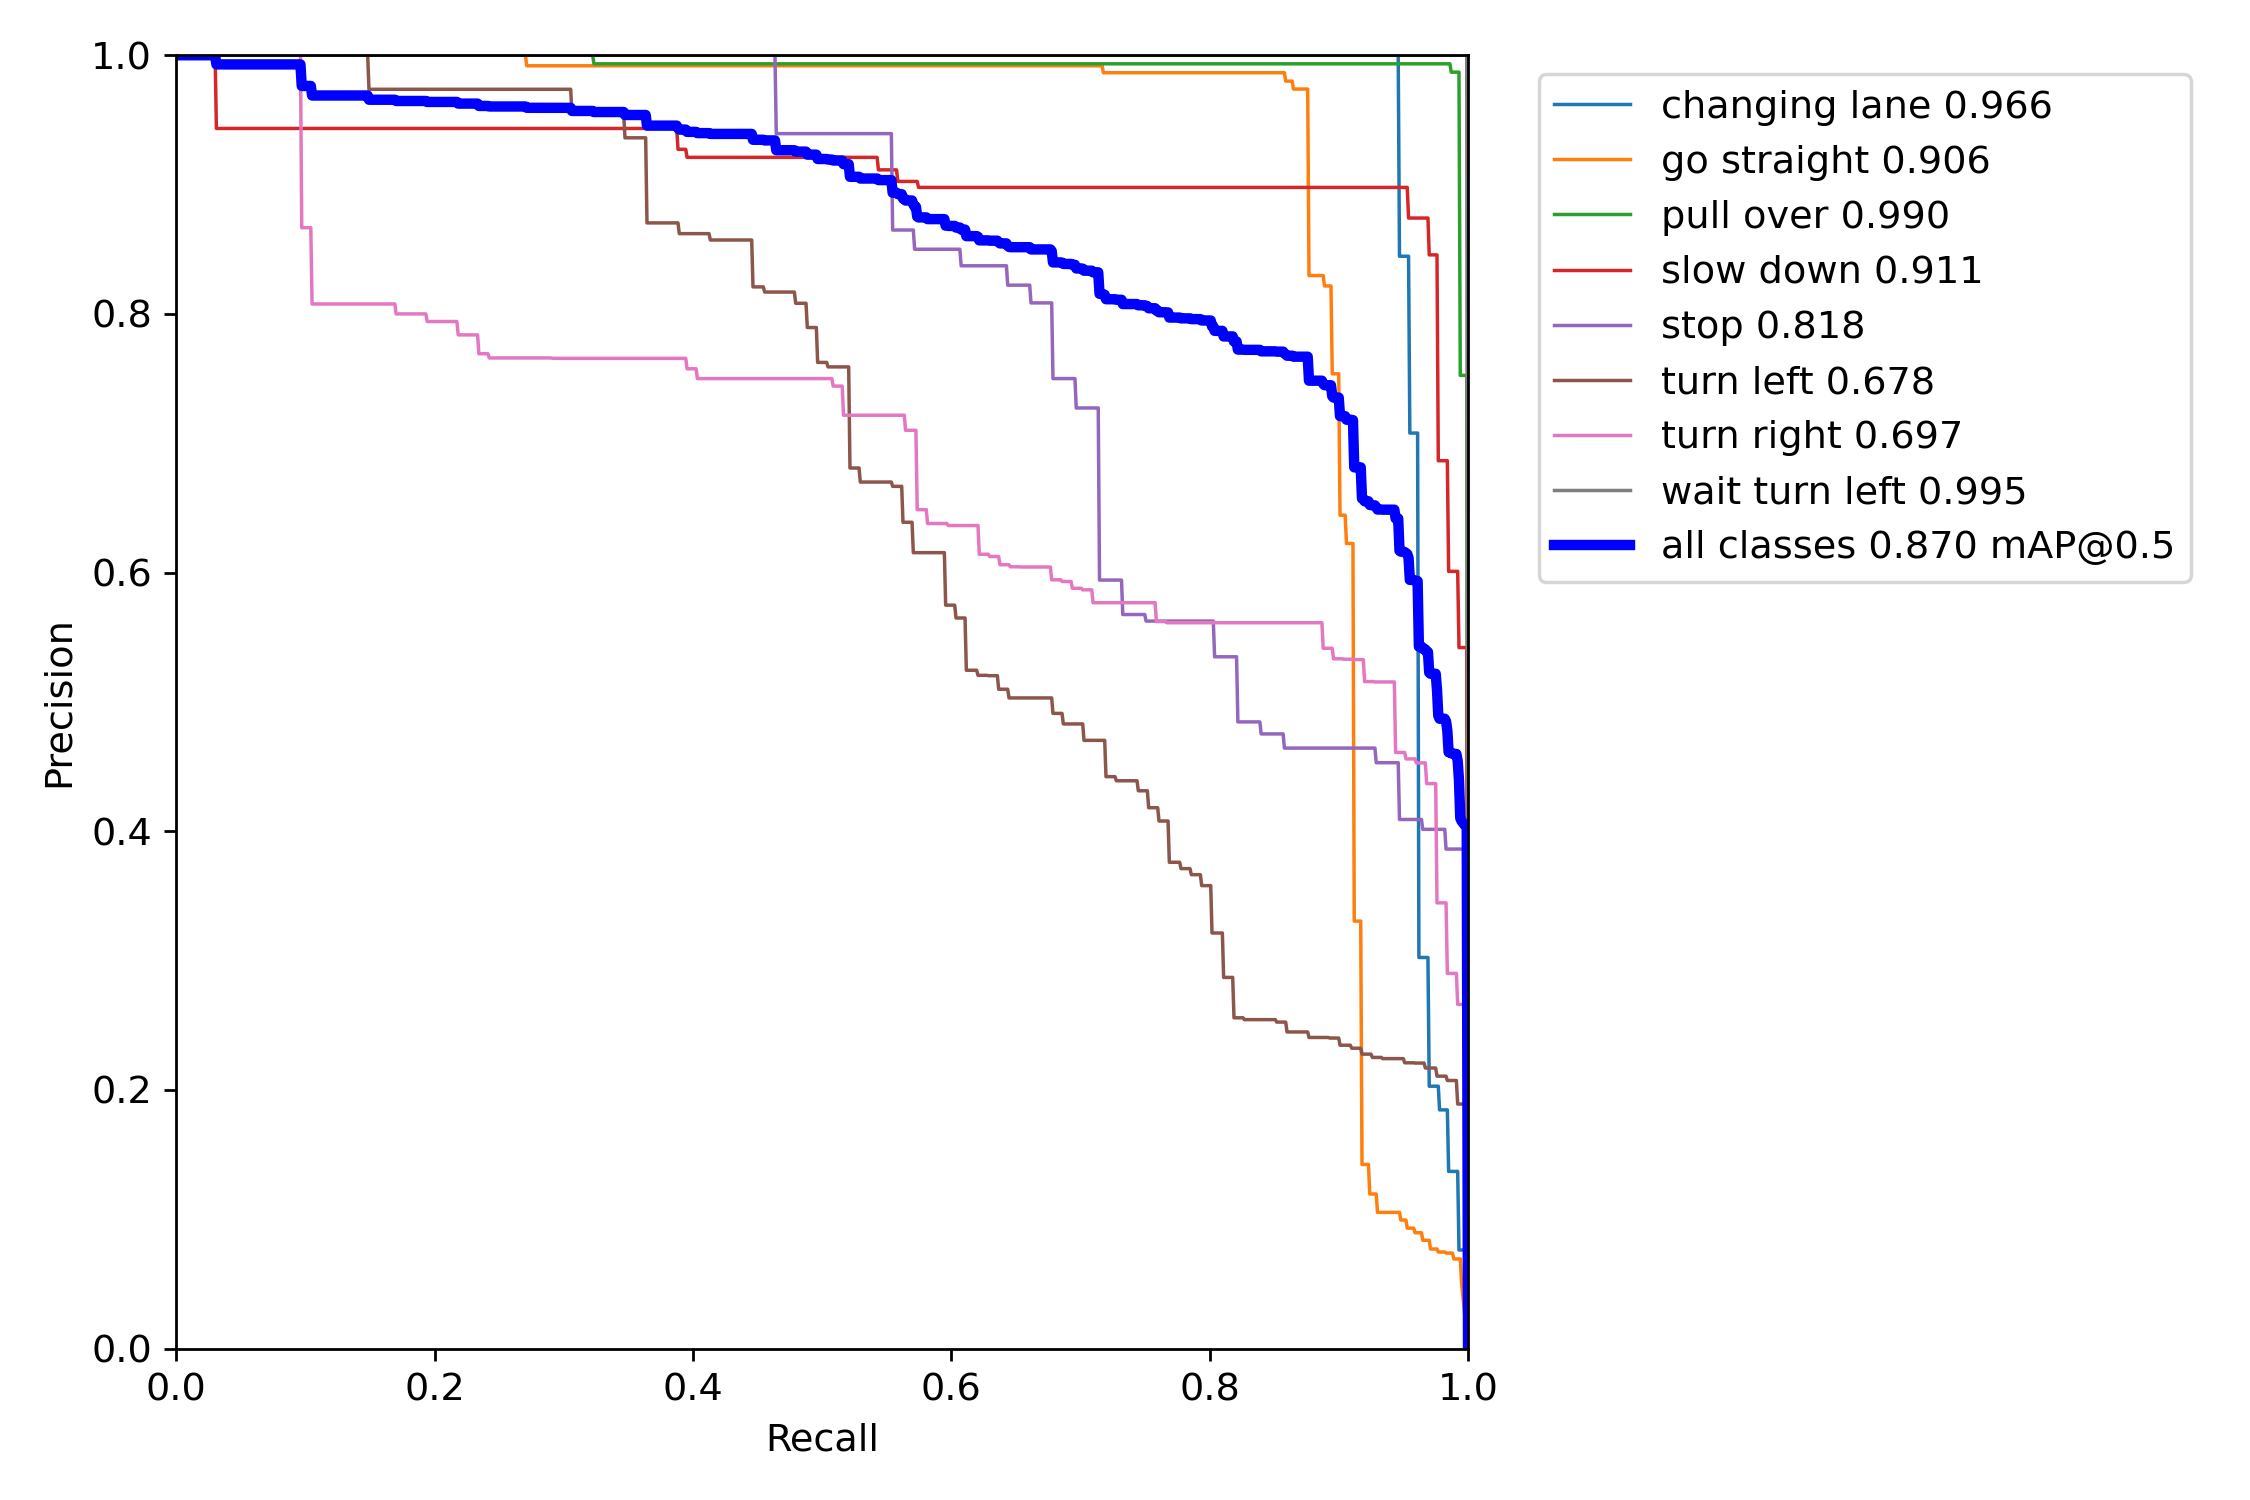 1.0
0.8
0.6
0.4
0.2
0.0
Precision
0.0 0.2 0.4 0.6 0.8 1.0
Recall
changing lane 0.966
go straight 0.906
pull over 0.990
slow down 0.911
stop 0.818
turn left 0.678
turn right 0.697
wait turn left 0.995
all classes 0.870 mAP@0.5